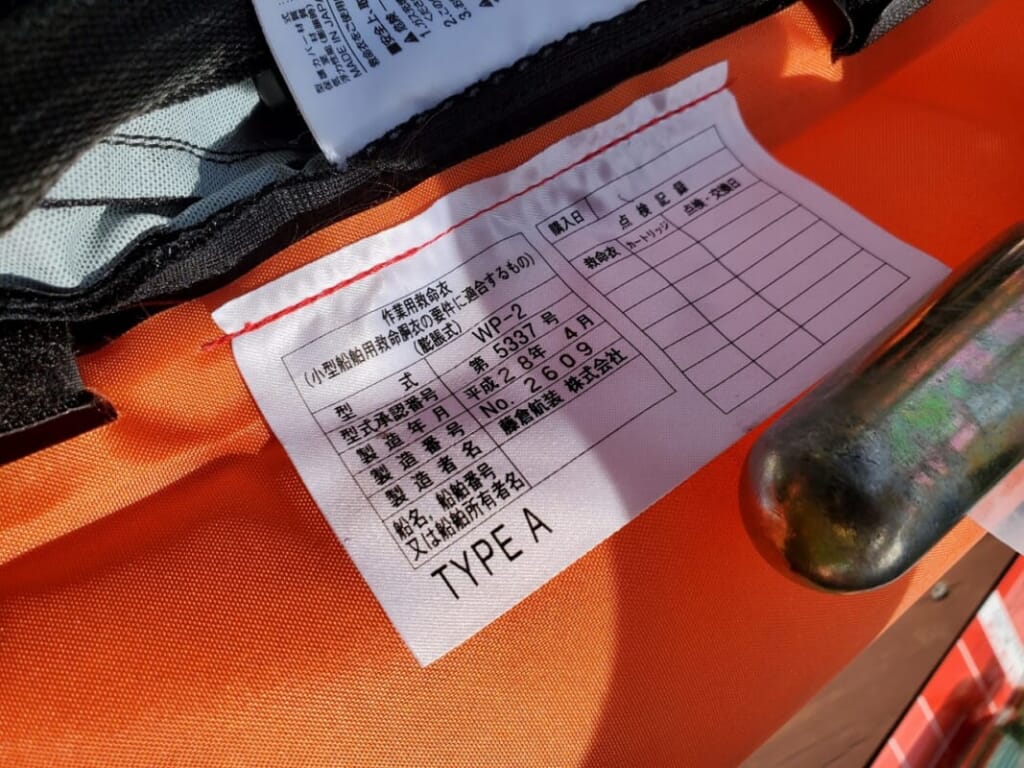 MADE IN JAPAN
作業用救命衣
(小型船舶用救命胴衣の要件に適合するもの)
(膨脹式)
型 式 WP-2
型式承認番号 第 5337 号
製造年月 平成28年 4月
製造番号 No. 2609
製造者名 藤倉航装 株式会社
船名、船舶番号
又は船舶所有者名
TYPE A
購入日
点検記録
救命衣 カートリッジ 点検・交換日